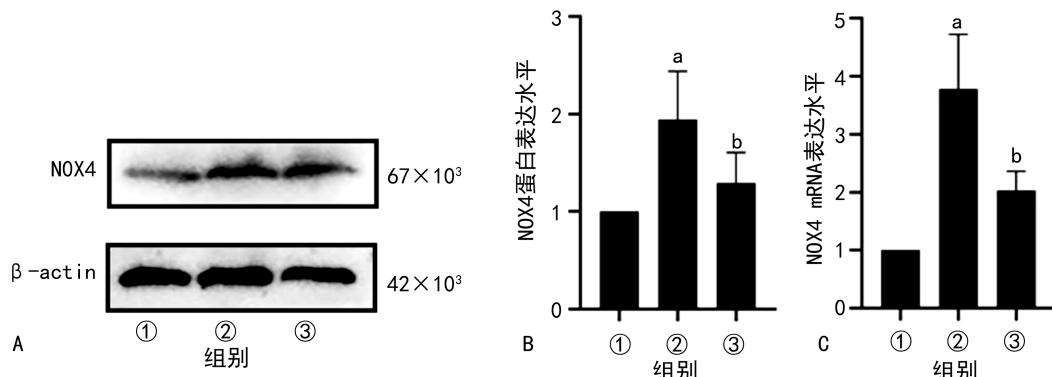 NOX4
67×10³
β-actin
42×10³
① ② ③
组别
A
NOX4蛋白表达水平
3
2
1
0
a
b
① ② ③
组别
B
NOX4 mRNA表达水平
5
4
3
2
1
0
a
b
① ② ③
组别
C